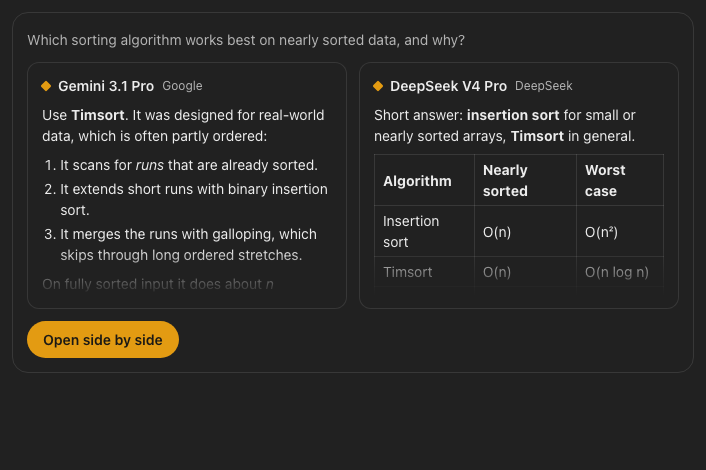 Which sorting algorithm works best on nearly sorted data, and why?
Gemini 3.1 Pro Google
Use Timsort. It was designed for real-world
data, which is often partly ordered:
1. It scans for runs that are already sorted.
2. It extends short runs with binary insertion
sort.
3. It merges the runs with galloping, which
skips through long ordered stretches.
On fully sorted input it does about n
DeepSeek V4 Pro DeepSeek
Short answer: insertion sort for small or
nearly sorted arrays, Timsort in general.
Algorithm Nearly sorted Worst case
Insertion sort O(n) O(n²)
Timsort O(n) O(n log n)
Open side by side